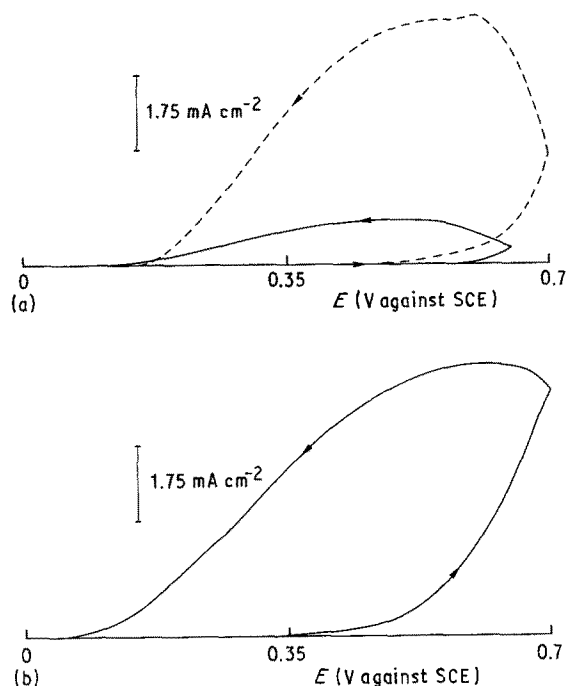 1.75 mA cm⁻²
0 0.35 0.7
(a) E (V against SCE)
1.75 mA cm⁻²
0 0.35 0.7
(b) E (V against SCE)